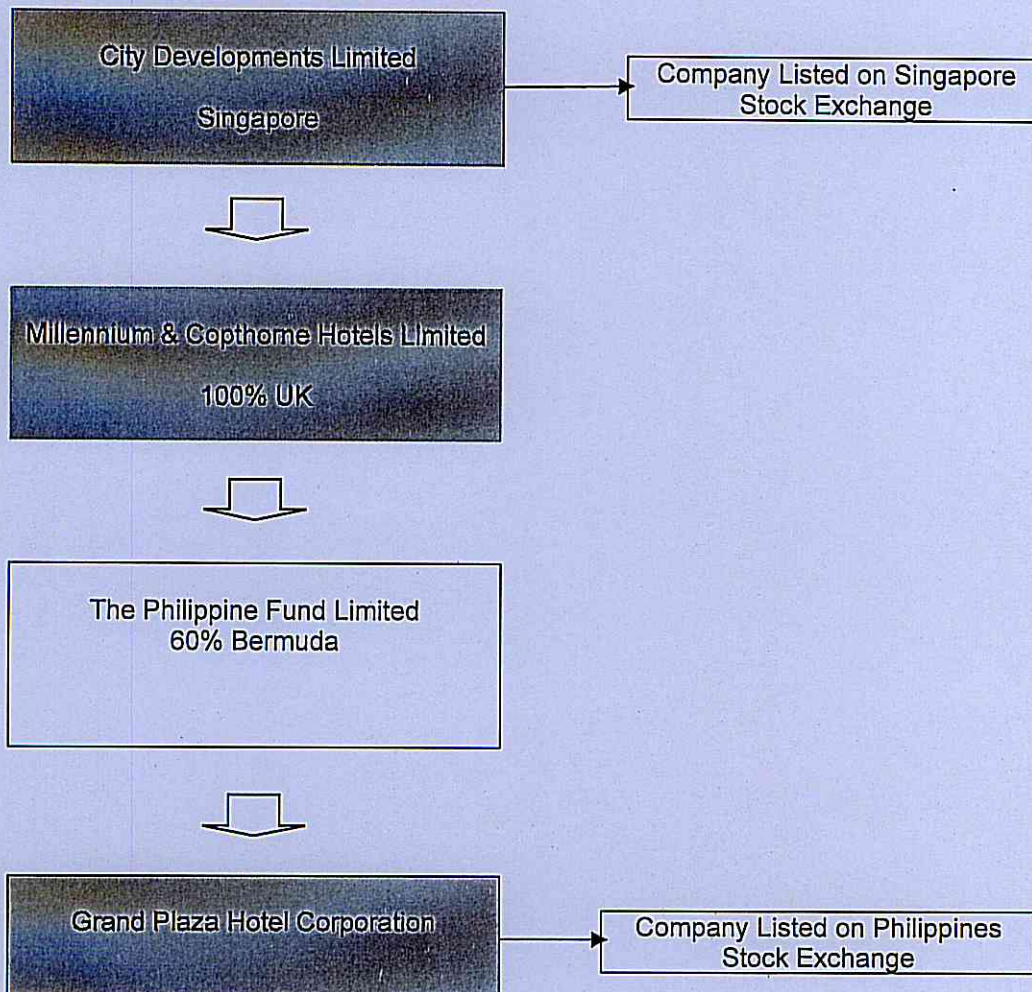 City Developments Limited
Singapore
Company Listed on Singapore
Stock Exchange
Millennium & Copthorne Hotels Limited
100% UK
The Philippine Fund Limited
60% Bermuda
Grand Plaza Hotel Corporation
Company Listed on Philippines
Stock Exchange